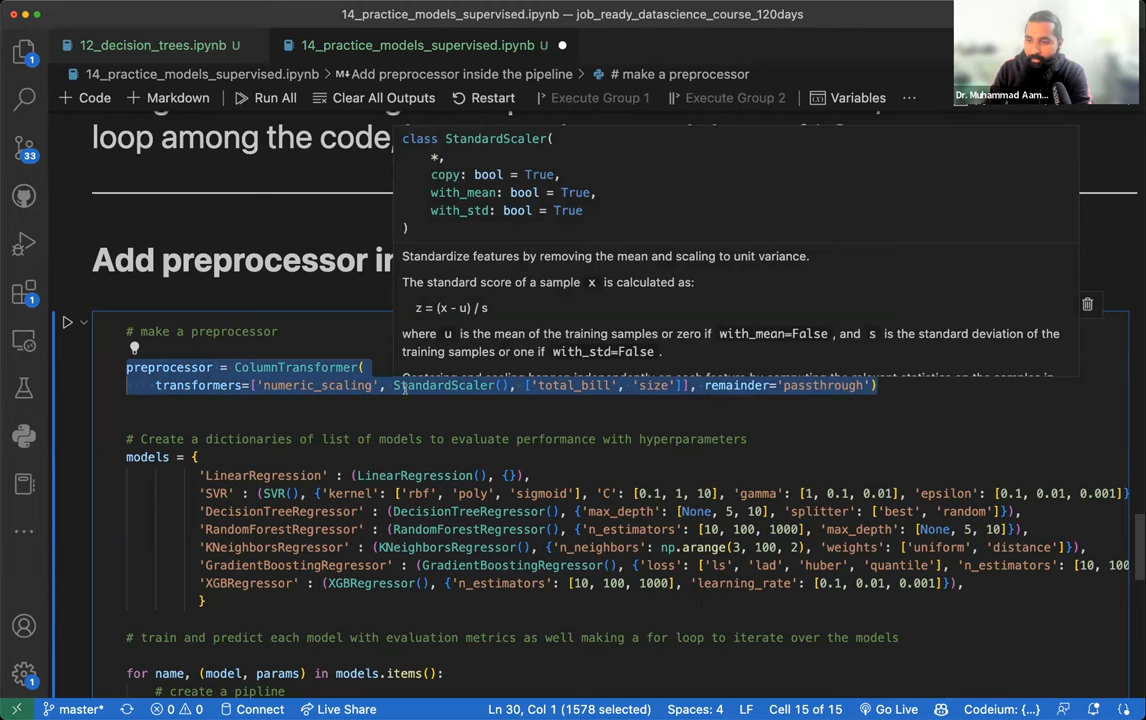 14_practice_models_supervised.ipynb — job_ready_datascience_course_120days
12_decision_trees.ipynb U
14_practice_models_supervised.ipynb U
14_practice_models_supervised.ipynb > M↓Add preprocessor inside the pipeline > # make a preprocessor
Dr. Muhammad Aam...
+ Code + Markdown Run All Clear All Outputs Restart Execute Group 1 Execute Group 2 Variables ...
loop among the code,
class StandardScaler(
*,
copy: bool = True,
with_mean: bool = True,
with_std: bool = True
)
Standardize features by removing the mean and scaling to unit variance.
The standard score of a sample x is calculated as:
z = (x - u) / s
where u is the mean of the training samples or zero if with_mean=False , and s is the standard deviation of the
training samples or one if with_std=False .
Add preprocessor in
# make a preprocessor
preprocessor = ColumnTransformer(
transformers=['numeric_scaling', StandardScaler(), ['total_bill', 'size']], remainder='passthrough')
# Create a dictionaries of list of models to evaluate performance with hyperparameters
models = {
'LinearRegression' : (LinearRegression(), {}),
'SVR' : (SVR(), {'kernel': ['rbf', 'poly', 'sigmoid'], 'C': [0.1, 1, 10], 'gamma': [1, 0.1, 0.01], 'epsilon': [0.1, 0.01, 0.001]}
'DecisionTreeRegressor' : (DecisionTreeRegressor(), {'max_depth': [None, 5, 10], 'splitter': ['best', 'random']}),
'RandomForestRegressor' : (RandomForestRegressor(), {'n_estimators': [10, 100, 1000], 'max_depth': [None, 5, 10]}),
'KNeighborsRegressor' : (KNeighborsRegressor(), {'n_neighbors': np.arange(3, 100, 2), 'weights': ['uniform', 'distance']}),
'GradientBoostingRegressor' : (GradientBoostingRegressor(), {'loss': ['ls', 'lad', 'huber', 'quantile'], 'n_estimators': [10, 100
'XGBRegressor' : (XGBRegressor(), {'n_estimators': [10, 100, 1000], 'learning_rate': [0.1, 0.01, 0.001]}),
}
# train and predict each model with evaluation metrics as well making a for loop to iterate over the models
for name, (model, params) in models.items():
# create a pipline
1
33
1
1
master* 0 0 Connect Live Share Ln 30, Col 1 (1578 selected) Spaces: 4 LF Cell 15 of 15 Go Live Codeium: {...}